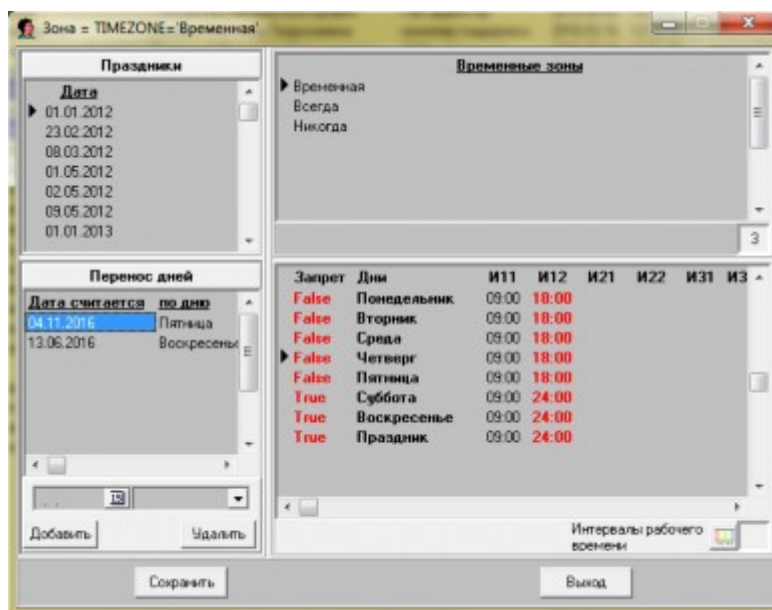 Зона = TIMEZONE='Временная'
Праздники
Дата
01.01.2012
23.02.2012
08.03.2012
01.05.2012
02.05.2012
09.05.2012
01.01.2013
Временные зоны
Временная
Всегда
Никогда
3
Перенос дней
Дата считается по дню
04.11.2016 Пятница
13.06.2016 Воскресенье
15
Добавить Удалить
Запрет Дни И11 И12 И21 И22 И31 И3
False Понедельник 09:00 18:00
False Вторник 09:00 18:00
False Среда 09:00 18:00
False Четверг 09:00 18:00
False Пятница 09:00 18:00
True Суббота 09:00 24:00
True Воскресенье 09:00 24:00
True Праздник 09:00 24:00
Интервалы рабочего
времени
Сохранить Выход